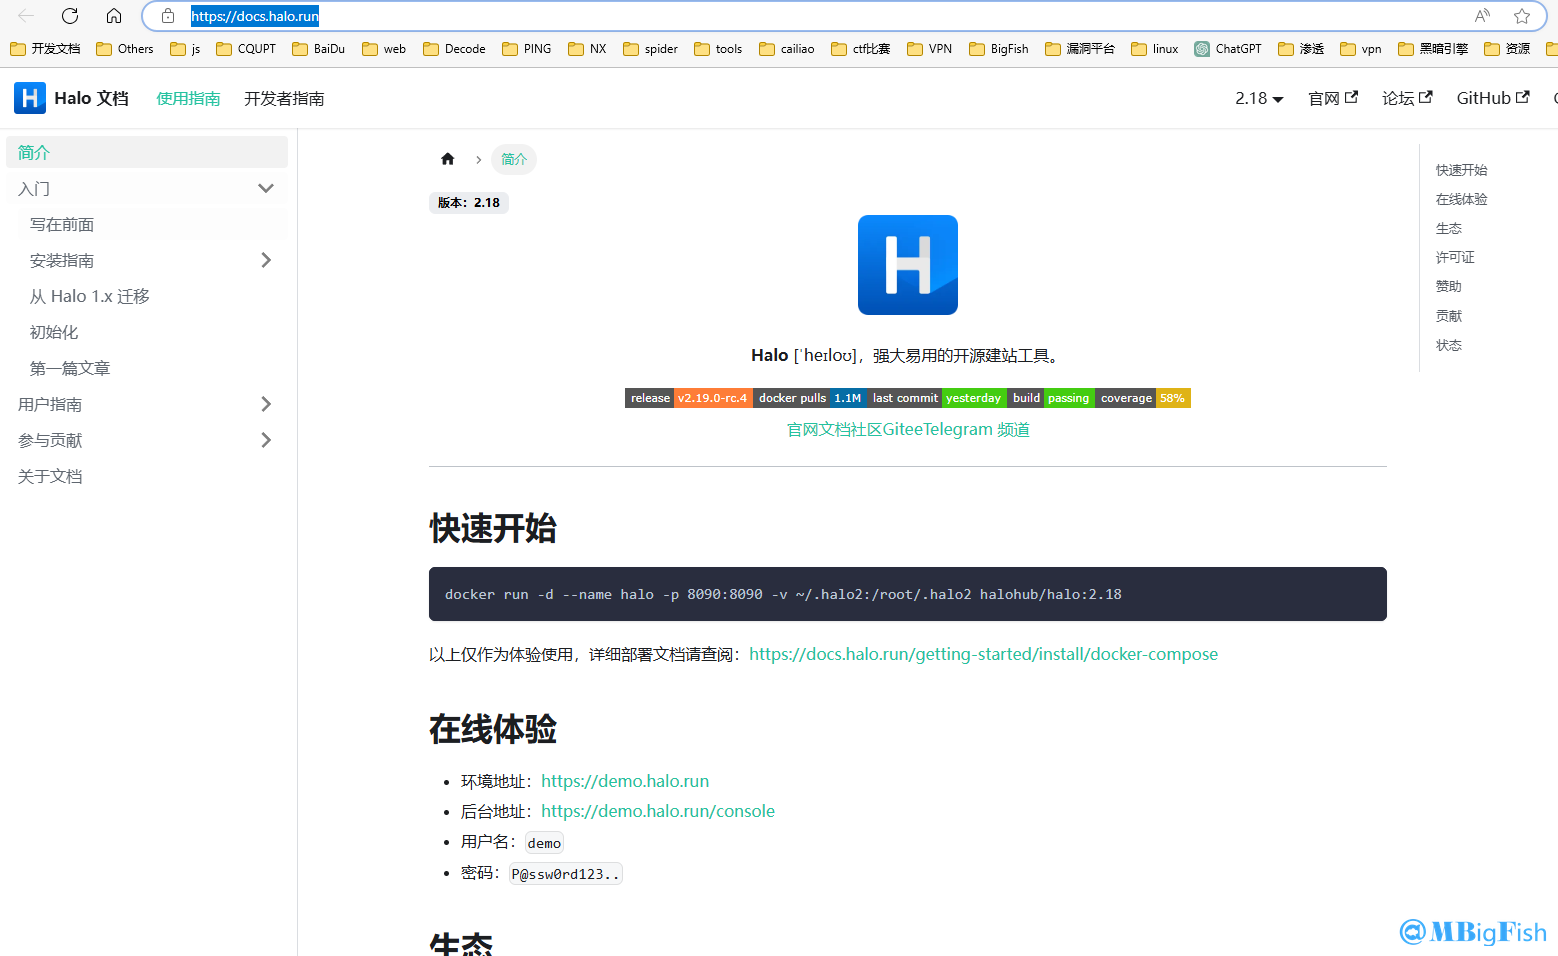 https://docs.halo.run
开发文档 Others js CQUPT BaiDu web Decode PING NX spider tools cailiao ctf比赛 VPN BigFish 漏洞平台 linux ChatGPT 渗透 vpn 黑暗引擎 资源
Halo 文档 使用指南 开发者指南 2.18 官网 论坛 GitHub
简介
入门
写在前面
安装指南
从 Halo 1.x 迁移
初始化
第一篇文章
用户指南
参与贡献
关于文档
简介
版本：2.18
H
Halo [ˈheɪloʊ]，强大易用的开源建站工具。
release v2.19.0-rc.4 docker pulls 1.1M last commit yesterday build passing coverage 58%
官网文档社区GiteeTelegram 频道
快速开始
docker run -d --name halo -p 8090:8090 -v ~/.halo2:/root/.halo2 halohub/halo:2.18
以上仅作为体验使用，详细部署文档请查阅：https://docs.halo.run/getting-started/install/docker-compose
在线体验
环境地址：https://demo.halo.run
后台地址：https://demo.halo.run/console
用户名：demo
密码：P@ssw0rd123..
生态
快速开始
在线体验
生态
许可证
赞助
贡献
状态
@MBigFish